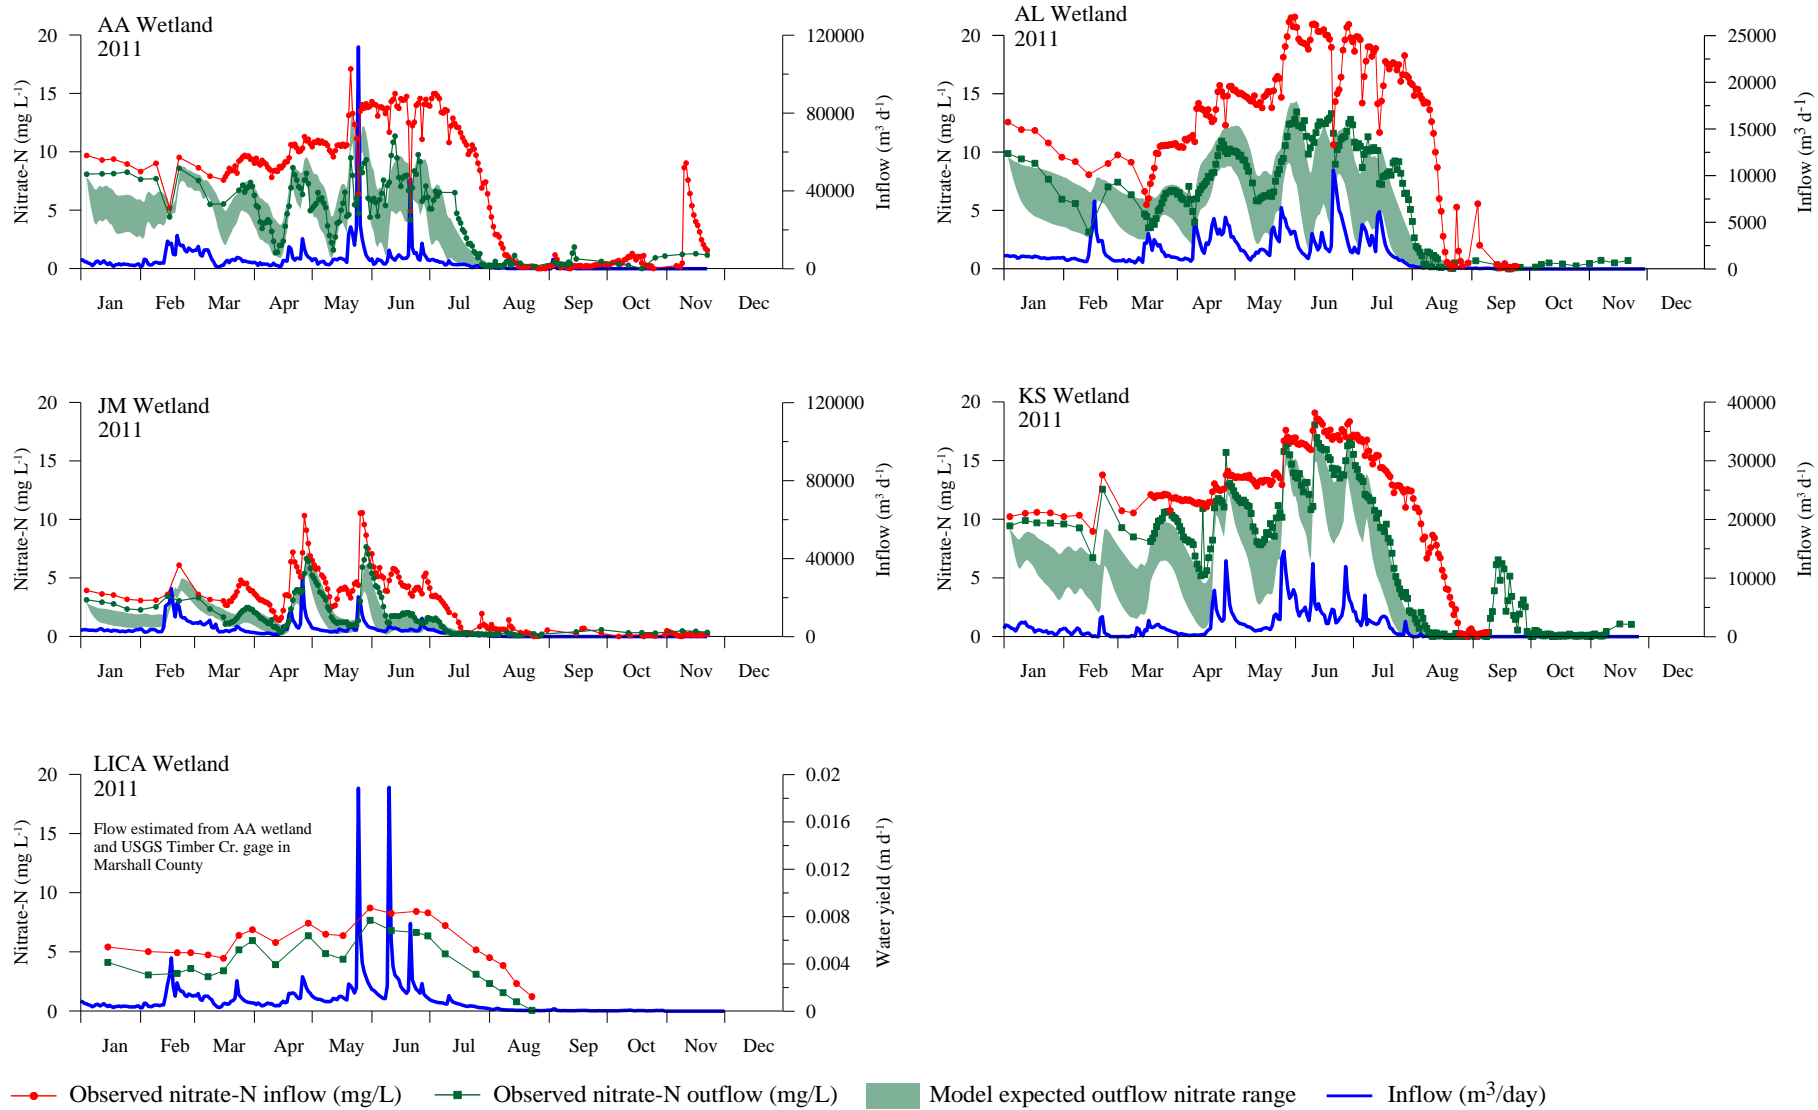 AA Wetland
2011
20
15
10
5
0
Nitrate-N (mg L-1)
120000
80000
40000
0
Inflow (m3 d-1)
Jan Feb Mar Apr May Jun Jul Aug Sep Oct Nov Dec
AL Wetland
2011
20
15
10
5
0
Nitrate-N (mg L-1)
25000
20000
15000
10000
5000
0
Inflow (m3 d-1)
Jan Feb Mar Apr May Jun Jul Aug Sep Oct Nov Dec
JM Wetland
2011
20
15
10
5
0
Nitrate-N (mg L-1)
120000
80000
40000
0
Inflow (m3 d-1)
Jan Feb Mar Apr May Jun Jul Aug Sep Oct Nov Dec
KS Wetland
2011
20
15
10
5
0
Nitrate-N (mg L-1)
40000
30000
20000
10000
0
Inflow (m3 d-1)
Jan Feb Mar Apr May Jun Jul Aug Sep Oct Nov Dec
LICA Wetland
2011
Flow estimated from AA wetland
and USGS Timber Cr. gage in
Marshall County
20
15
10
5
0
Nitrate-N (mg L-1)
0.02
0.016
0.012
0.008
0.004
0
Water yield (m d-1)
Jan Feb Mar Apr May Jun Jul Aug Sep Oct Nov Dec
Observed nitrate-N inflow (mg/L) Observed nitrate-N outflow (mg/L) Model expected outflow nitrate range Inflow (m3/day)